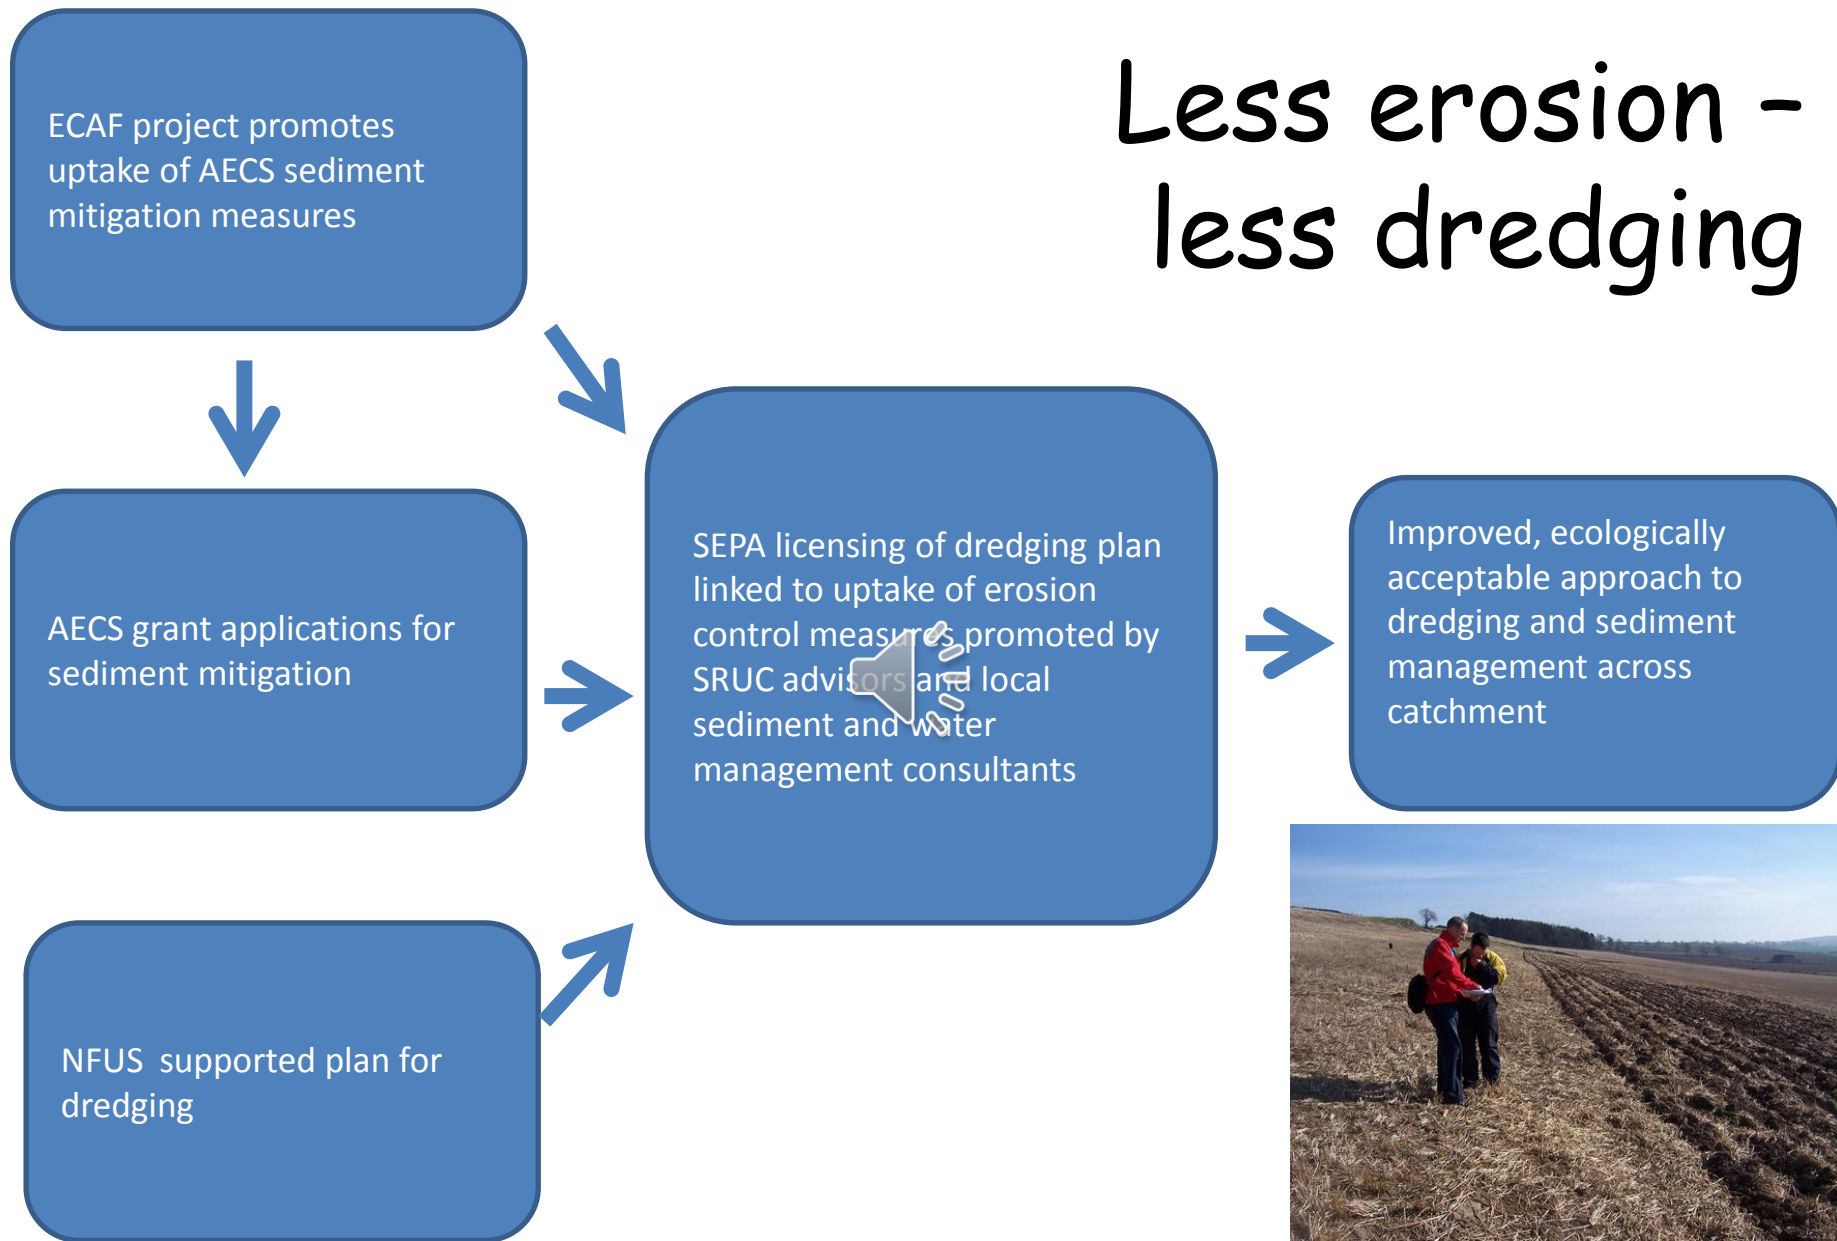 Less erosion –
less dredging
ECAF project promotes
uptake of AECS sediment
mitigation measures
AECS grant applications for
sediment mitigation
NFUS supported plan for
dredging
SEPA licensing of dredging plan
linked to uptake of erosion
control measures promoted by
SRUC advisors and local
sediment and water
management consultants
Improved, ecologically
acceptable approach to
dredging and sediment
management across
catchment